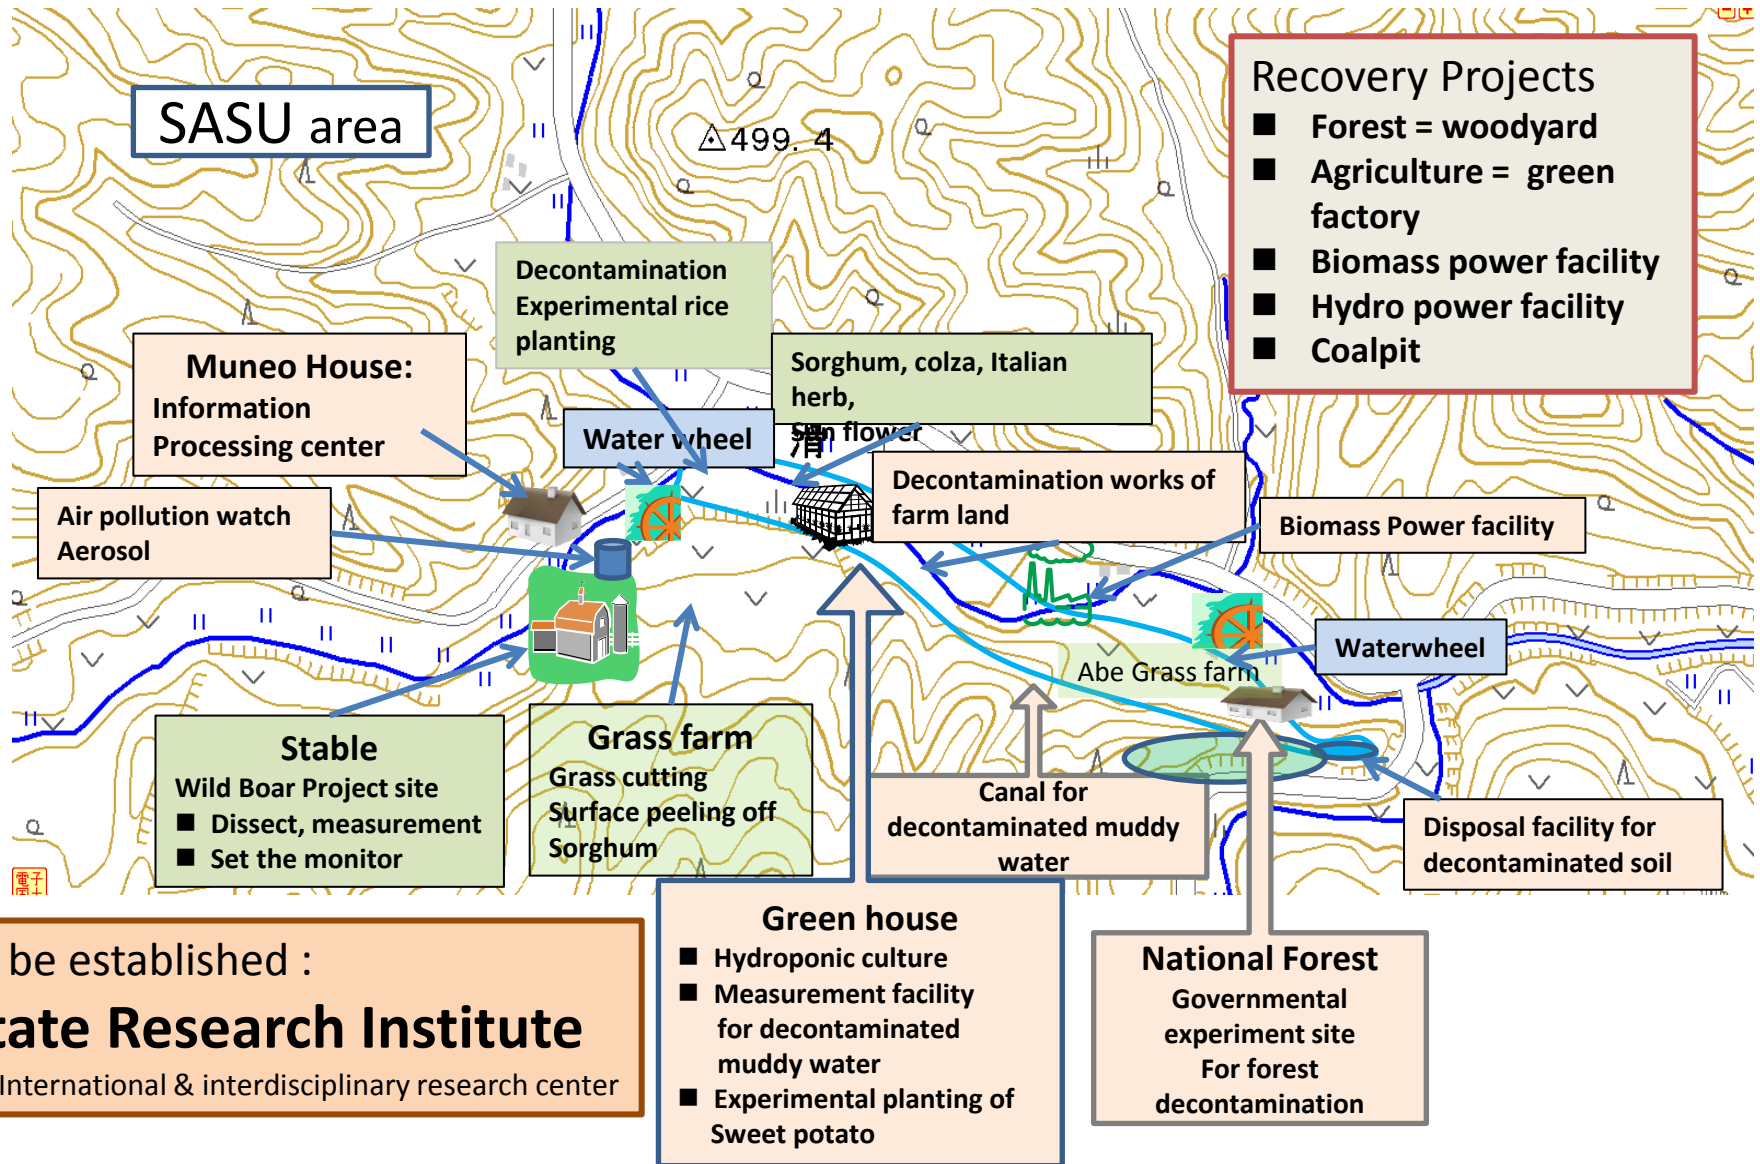 SASU area
499.4
Recovery Projects
■ Forest = woodyard
■ Agriculture = green
factory
■ Biomass power facility
■ Hydro power facility
■ Coalpit
Decontamination
Experimental rice
planting
Muneo House:
Information
Processing center
Sorghum, colza, Italian
herb,
Sun flower
Water wheel
Decontamination works of
farm land
Air pollution watch
Aerosol
Biomass Power facility
Waterwheel
Abe Grass farm
Stable
Wild Boar Project site
■ Dissect, measurement
■ Set the monitor
Grass farm
Grass cutting
Surface peeling off
Sorghum
Canal for
decontaminated muddy
water
Disposal facility for
decontaminated soil
電子
be established :
tate Research Institute
International & interdisciplinary research center
Green house
■ Hydroponic culture
■ Measurement facility
for decontaminated
muddy water
■ Experimental planting of
Sweet potato
National Forest
Governmental
experiment site
For forest
decontamination